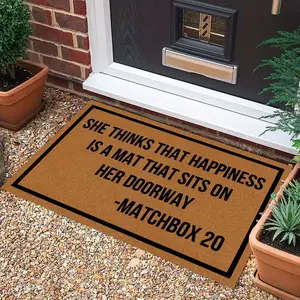 SHE THINKS THAT HAPPINESS
IS A MAT THAT SITS ON
HER DOORWAY
-MATCHBOX 20